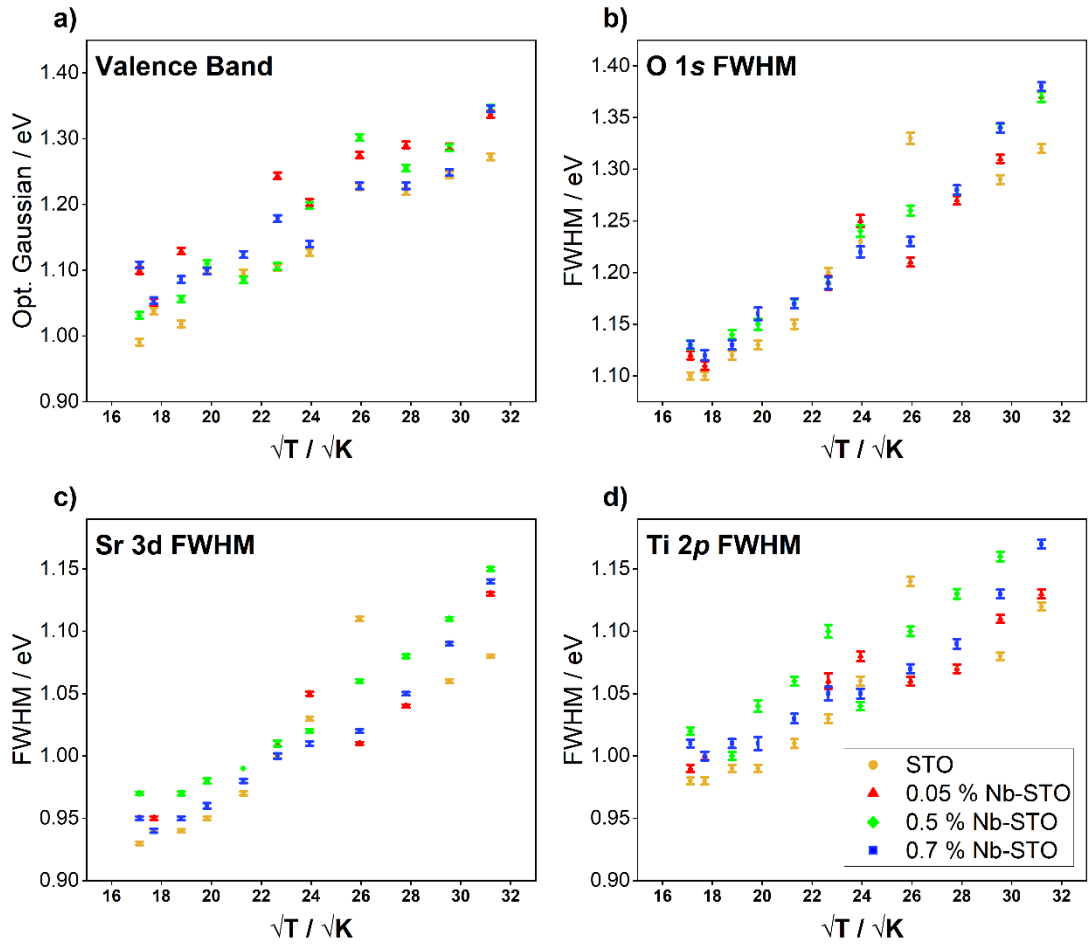 a)
Valence Band
Opt. Gaussian / eV
1.40
1.30
1.20
1.10
1.00
0.90
16 18 20 22 24 26 28 30 32
√T / √K
b)
O 1s FWHM
FWHM / eV
1.40
1.35
1.30
1.25
1.20
1.15
1.10
16 18 20 22 24 26 28 30 32
√T / √K
c)
Sr 3d FWHM
FWHM / eV
1.15
1.10
1.05
1.00
0.95
0.90
16 18 20 22 24 26 28 30 32
√T / √K
d)
Ti 2p FWHM
FWHM / eV
1.15
1.10
1.05
1.00
0.95
0.90
16 18 20 22 24 26 28 30 32
√T / √K
STO
0.05 % Nb-STO
0.5 % Nb-STO
0.7 % Nb-STO